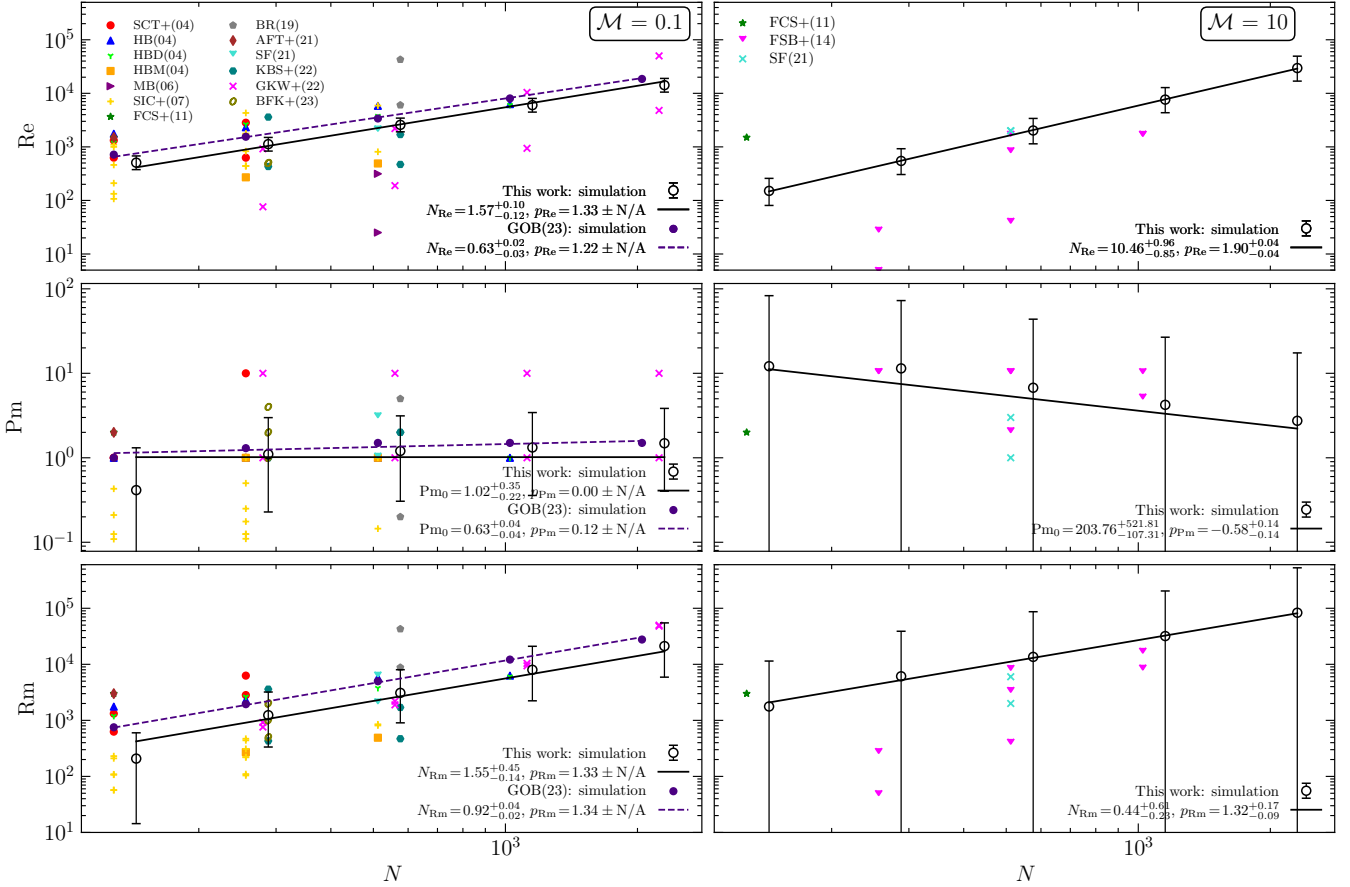 SCT+(04)
HB(04)
HBD(04)
HBM(04)
MB(06)
SIC+(07)
FCS+(11)
BR(19)
AFT+(21)
SF(21)
KBS+(22)
GKW+(22)
BFK+(23)
ℳ = 0.1
Re
10^5
10^4
10^3
10^2
10^1
This work: simulation
N_Re = 1.57^{+0.10}_{-0.12}, p_Re = 1.33 ± N/A
GOB(23): simulation
N_Re = 0.63^{+0.02}_{-0.03}, p_Re = 1.22 ± N/A
FCS+(11)
FSB+(14)
SF(21)
ℳ = 10
This work: simulation
N_Re = 10.46^{+0.96}_{-0.85}, p_Re = 1.90^{+0.04}_{-0.04}
Pm
10^2
10^1
10^0
10^{-1}
This work: simulation
Pm_0 = 1.02^{+0.35}_{-0.22}, p_Pm = 0.00 ± N/A
GOB(23): simulation
Pm_0 = 0.63^{+0.04}_{-0.04}, p_Pm = 0.12 ± N/A
This work: simulation
Pm_0 = 203.76^{+521.81}_{-107.31}, p_Pm = −0.58^{+0.14}_{-0.14}
Rm
10^5
10^4
10^3
10^2
10^1
This work: simulation
N_Rm = 1.55^{+0.45}_{-0.14}, p_Rm = 1.33 ± N/A
GOB(23): simulation
N_Rm = 0.92^{+0.04}_{-0.02}, p_Rm = 1.34 ± N/A
This work: simulation
N_Rm = 0.44^{+0.61}_{-0.23}, p_Rm = 1.32^{+0.17}_{-0.09}
10^3
N
10^3
N